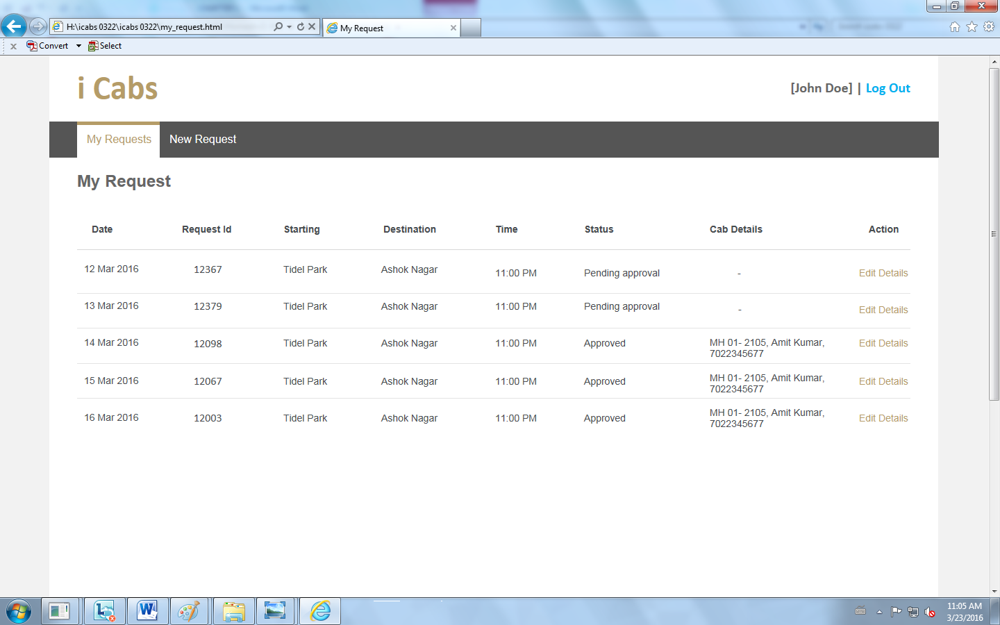 H:\icabs 0322\icabs 0322\my_request.html
My Request
Convert
Select
i Cabs
[John Doe] | Log Out
My Requests
New Request
My Request
Date Request Id Starting Destination Time Status Cab Details Action
12 Mar 2016 12367 Tidel Park Ashok Nagar 11:00 PM Pending approval - Edit Details
13 Mar 2016 12379 Tidel Park Ashok Nagar 11:00 PM Pending approval - Edit Details
14 Mar 2016 12098 Tidel Park Ashok Nagar 11:00 PM Approved MH 01- 2105, Amit Kumar, Edit Details
7022345677
15 Mar 2016 12067 Tidel Park Ashok Nagar 11:00 PM Approved MH 01- 2105, Amit Kumar, Edit Details
7022345677
16 Mar 2016 12003 Tidel Park Ashok Nagar 11:00 PM Approved MH 01- 2105, Amit Kumar, Edit Details
7022345677
11:05 AM
3/23/2016